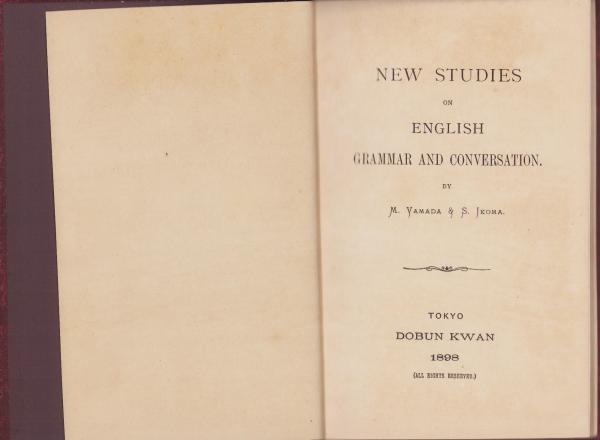 NEW STUDIES
ON
ENGLISH
GRAMMAR AND CONVERSATION.
BY
M. YAMADA & S. IKOMA.
TOKYO
DOBUN KWAN
1898
(ALL RIGHTS RESERVED.)